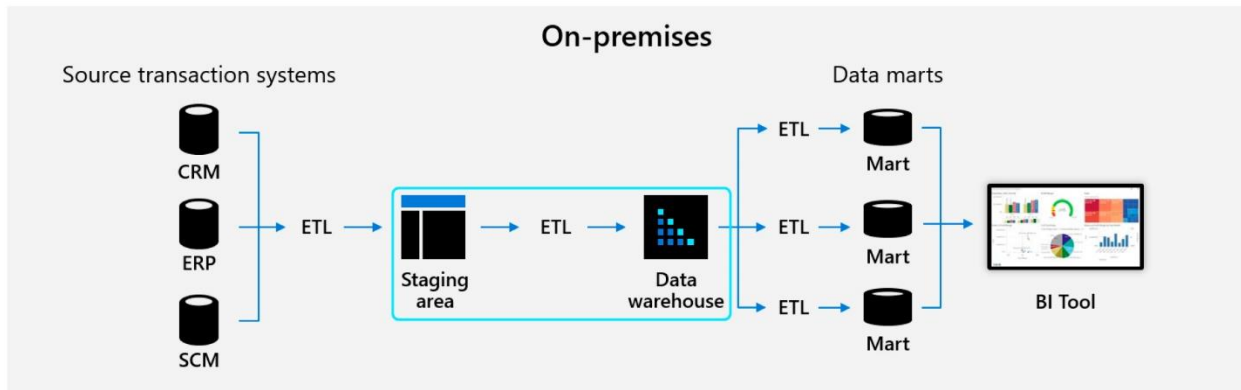 On-premises
Source transaction systems
Data marts
CRM
ERP
SCM
ETL
Staging
area
ETL
Data
warehouse
ETL
ETL
ETL
Mart
Mart
Mart
BI Tool